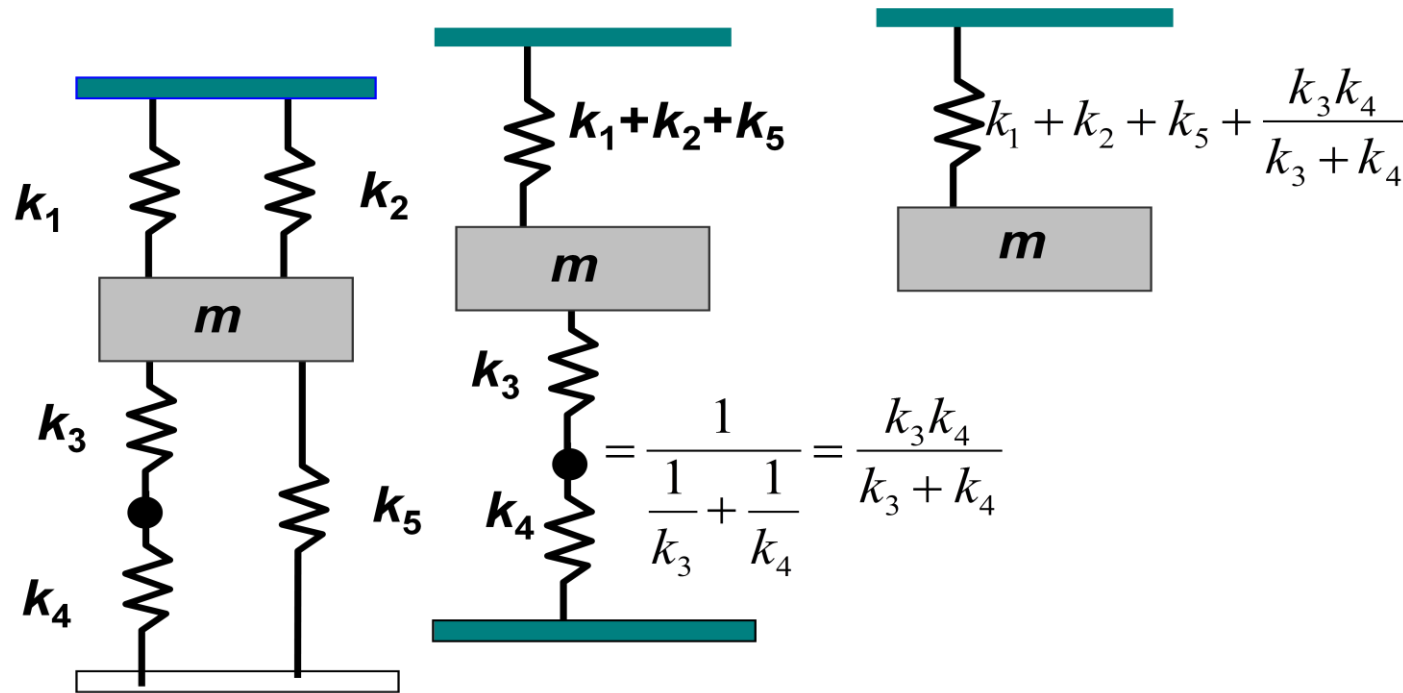 k₁
k₂
m
k₃
k₄
k₅
k₁+k₂+k₅
m
k₃
k₄
= 1/(1/k₃ + 1/k₄) = k₃k₄/(k₃ + k₄)
k₁ + k₂ + k₅ + k₃k₄/(k₃ + k₄)
m